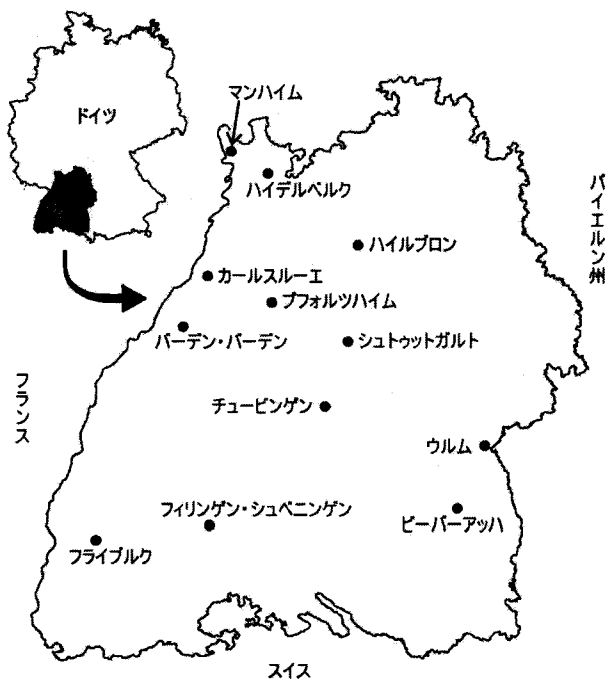 マンハイム
ドイツ
ハイデルベルク
バイエルン州
ハイルブロン
カールスルーエ
プフォルツハイム
バーデン・バーデン
シュトゥットガルト
フランス
チュービンゲン
ウルム
フィリンゲン・シュベニンゲン
ビーバーアッハ
フライブルク
スイス